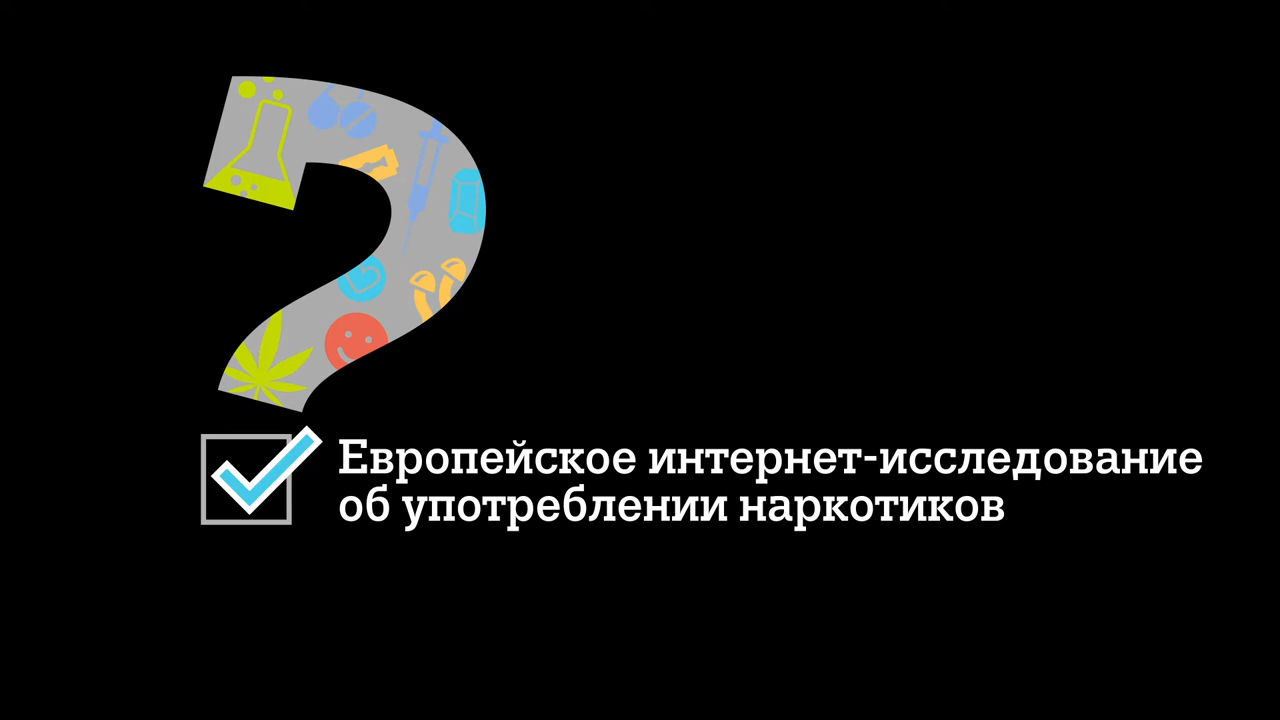 Европейское интернет-исследование
об употреблении наркотиков